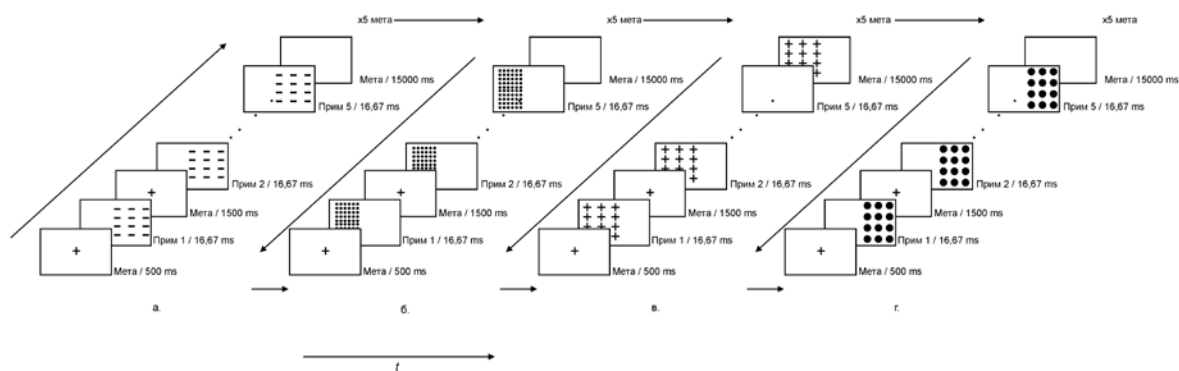 x5 мета
x5 мета
x5 мета
x5 мета
Мета / 15000 ms
Прим 5 / 16,67 ms
Прим 2 / 16,67 ms
Мета / 1500 ms
Прим 1 / 16,67 ms
Мета / 500 ms
а.
Мета / 15000 ms
Прим 5 / 16,67 ms
Прим 2 / 16,67 ms
Мета / 1500 ms
Прим 1 / 16,67 ms
Мета / 500 ms
б.
Мета / 15000 ms
Прим 5 / 16,67 ms
Прим 2 / 16,67 ms
Мета / 1500 ms
Прим 1 / 16,67 ms
Мета / 500 ms
в.
Мета / 15000 ms
Прим 5 / 16,67 ms
Прим 2 / 16,67 ms
Мета / 1500 ms
Прим 1 / 16,67 ms
Мета / 500 ms
г.
t